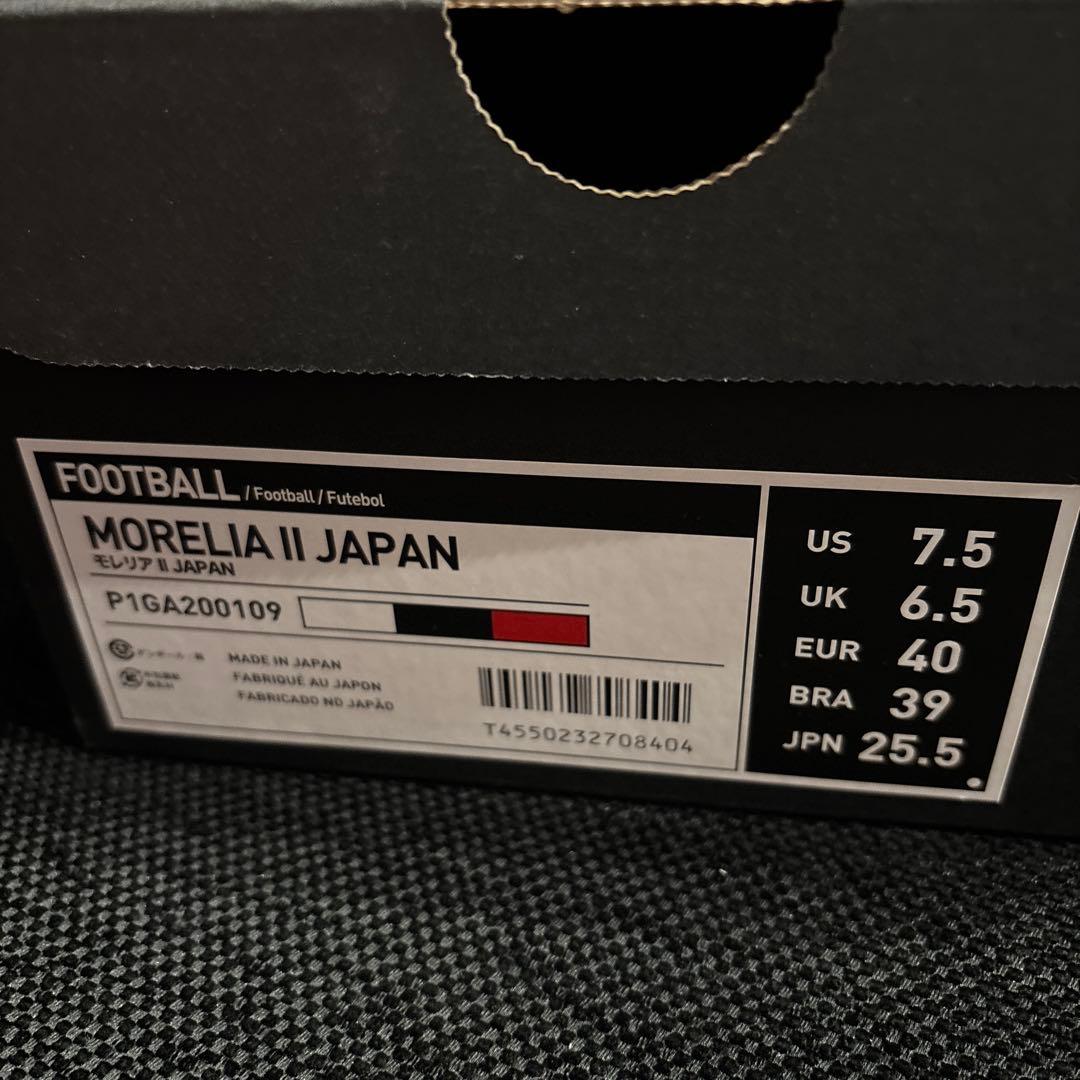 FOOTBALL / Football / Futebol
MORELIA II JAPAN
モレリア II JAPAN
P1GA200109
MADE IN JAPAN
FABRIQUÉ AU JAPON
FABRICADO NO JAPÃO
T4550232708404
US 7.5
UK 6.5
EUR 40
BRA 39
JPN 25.5